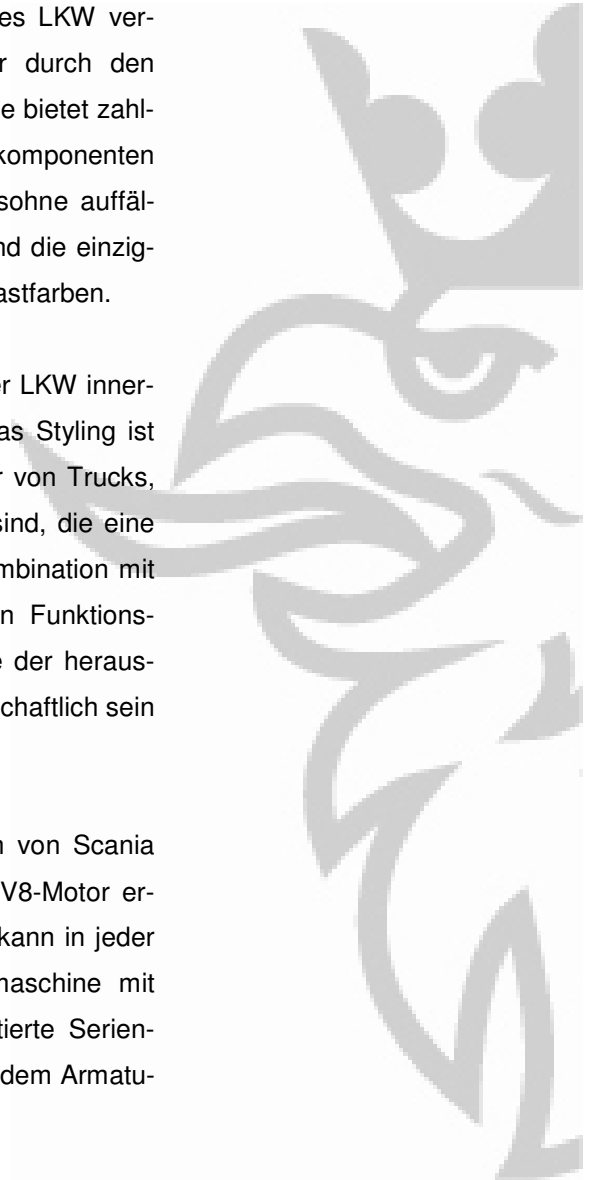 es LKW ver-
r durch den
e bietet zahl-
komponenten
sohne auffäl-
nd die einzig-
astfarben.
er LKW inner-
as Styling ist
r von Trucks,
sind, die eine
mbination mit
n Funktions-
e der heraus-
chaftlich sein
n von Scania
V8-Motor er-
kann in jeder
maschine mit
tierte Serien-
dem Armatu-